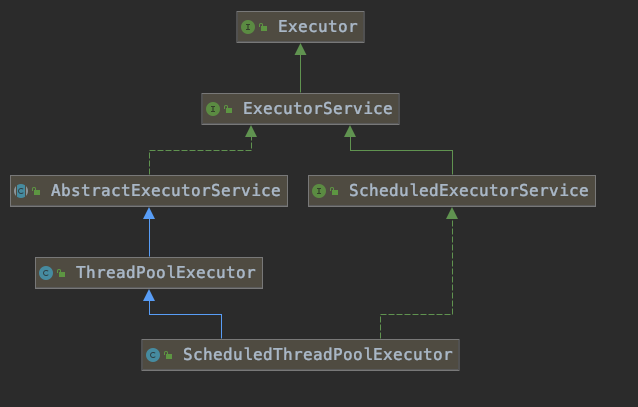 Executor
ExecutorService
AbstractExecutorService
ScheduledExecutorService
ThreadPoolExecutor
ScheduledThreadPoolExecutor